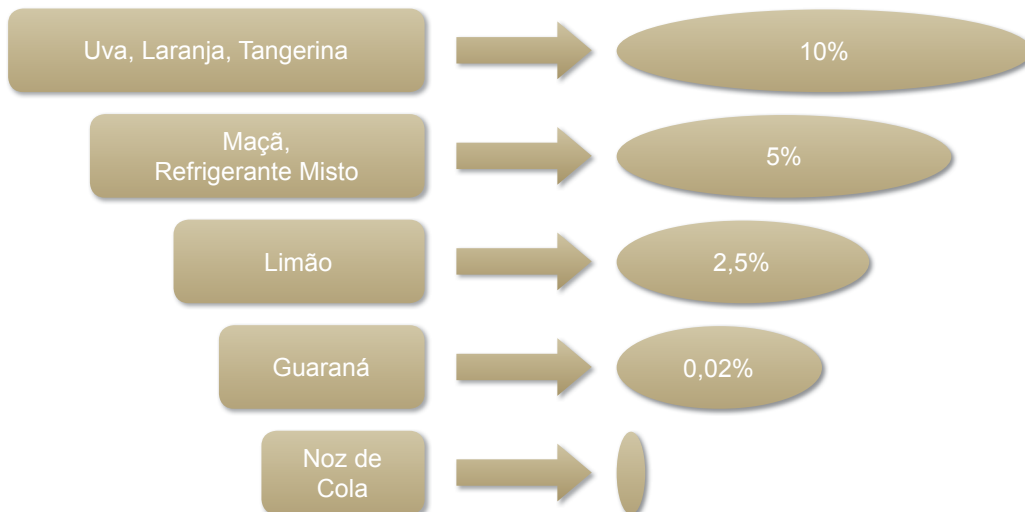 Uva, Laranja, Tangerina
10%
Maçã,
Refrigerante Misto
5%
Limão
2,5%
Guaraná
0,02%
Noz de
Cola